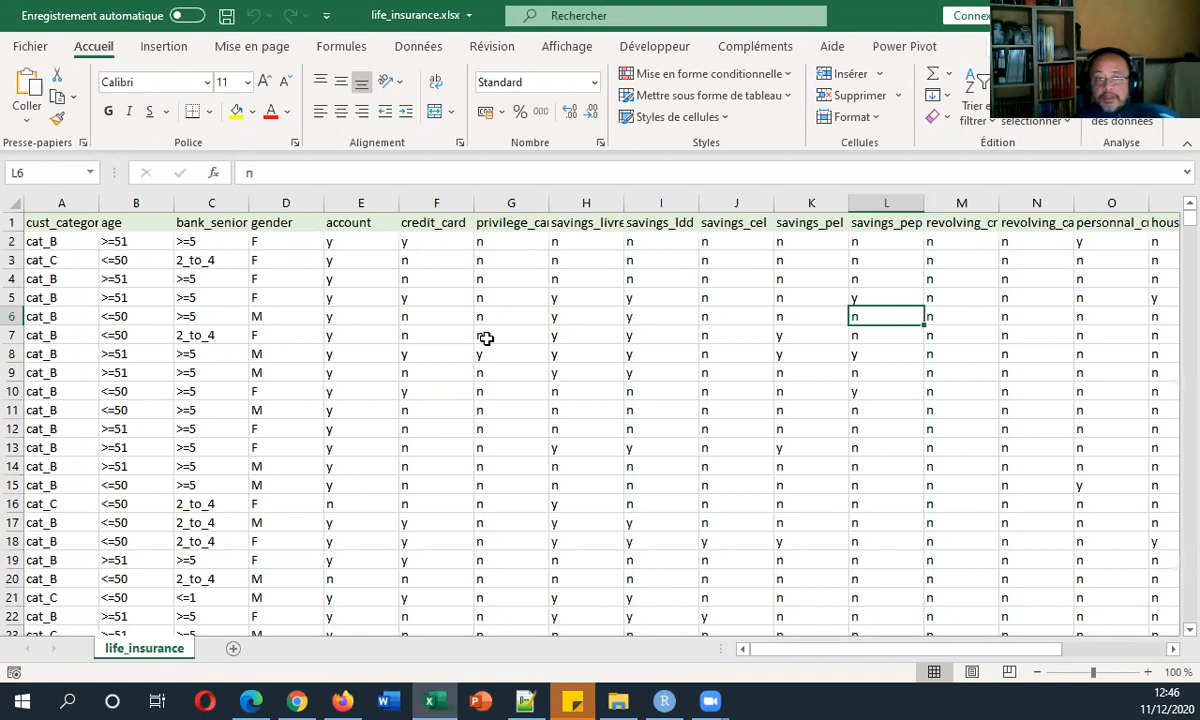 Enregistrement automatique life_insurance.xlsx Rechercher Connex
Fichier Accueil Insertion Mise en page Formules Données Révision Affichage Développeur Compléments Aide Power Pivot
Coller Calibri 11 Standard Mise en forme conditionnelle Insérer
Mettre sous forme de tableau Supprimer Trier et
G I S % 000 Styles de cellules Format filtrer sélectionner des données
Presse-papiers Police Alignement Nombre Styles Cellules Édition Analyse
L6 fx n
A B C D E F G H I J K L M N O
1 cust_categor age bank_senior gender account credit_card privilege_ca savings_livre savings_ldd savings_cel savings_pel savings_pep revolving_cr revolving_ca personnal_c hous
2 cat_B >=51 >=5 F y y n n n n n n n n y n
3 cat_C <=50 2_to_4 F y n n n n n n n n n n n
4 cat_B >=51 >=5 F y n n n n n n n n n n n
5 cat_B >=51 >=5 F y y n y y n n y n n n y
6 cat_B <=50 >=5 M y n n y y n n n n n n n
7 cat_B <=50 2_to_4 F y n n y y n y n n n n n
8 cat_B >=51 >=5 M y y y y y n y y n n n n
9 cat_B >=51 >=5 M y n n y y n n n n n n n
10 cat_B <=50 >=5 F y y n n n n n y n n n n
11 cat_B <=50 >=5 M y n n n n n n n n n n n
12 cat_B >=51 >=5 F y n n n n n n n n n n n
13 cat_B >=51 >=5 F y n n y y n y n n n n n
14 cat_B >=51 >=5 M y n n n n n n n n n n n
15 cat_B <=50 >=5 M y n n n n n n n n n y n
16 cat_C <=50 2_to_4 F n n n y n n n n n n n n
17 cat_B <=50 2_to_4 M y y n y y n n n n n n n
18 cat_B <=50 2_to_4 F y y n y y y y n n n n y
19 cat_B >=51 >=5 F y y n n n n n n n n n n
20 cat_B <=50 2_to_4 M n n n n n n n n n n n n
21 cat_C <=50 <=1 M y y n y y n n n n n n n
22 cat_B >=51 >=5 F y n n y y y n n n n n n
23 cat_C >=51 >=5 M y n n n n n n n n n n n
life_insurance
100 %
12:46
11/12/2020